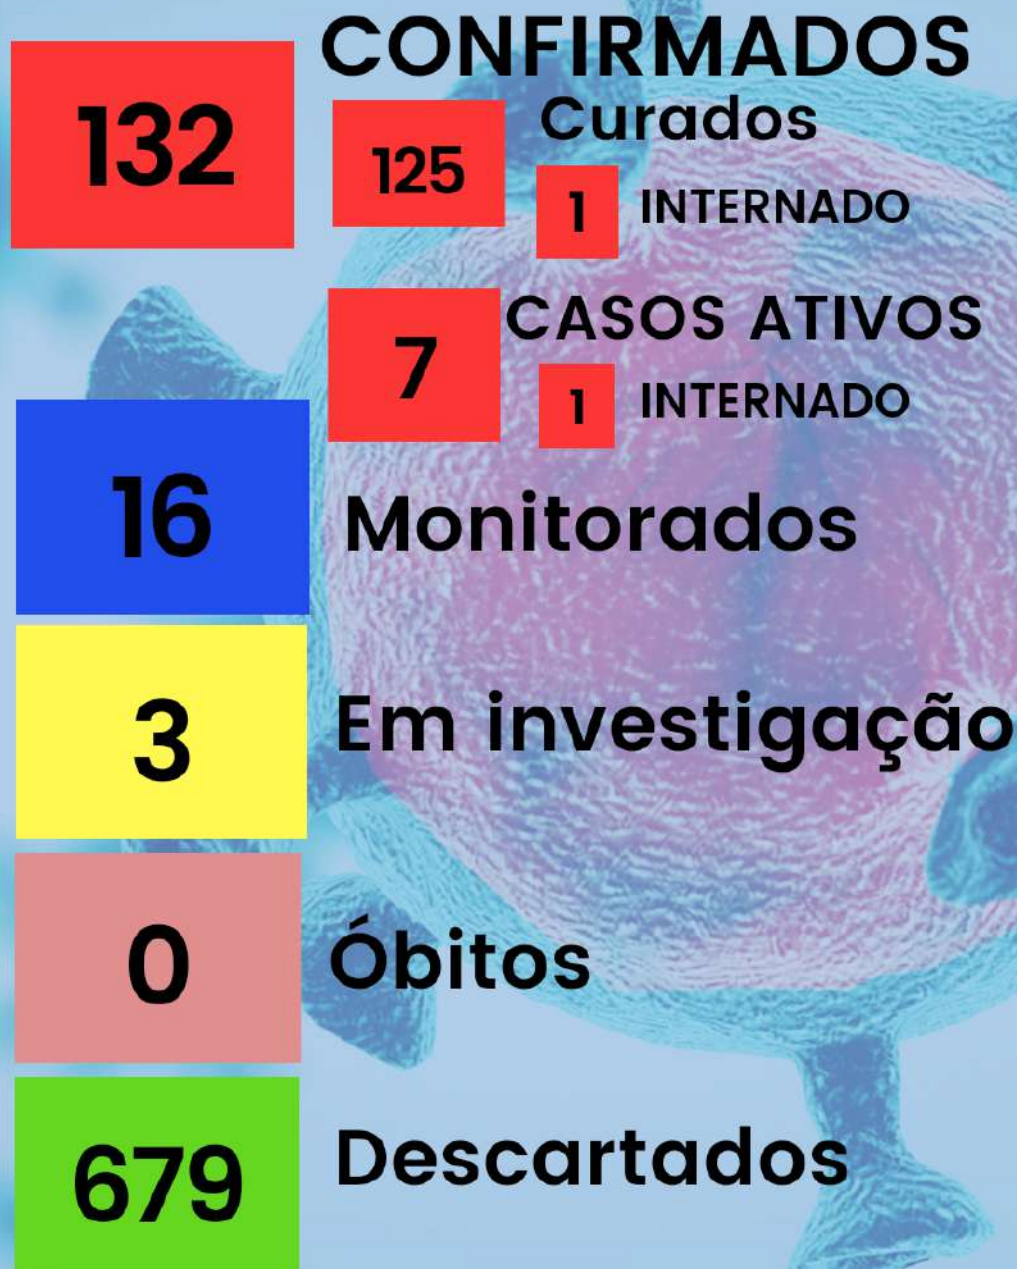 CONFIRMADOS
132
Curados
125
1 INTERNADO
CASOS ATIVOS
7
1 INTERNADO
16 Monitorados
3 Em investigação
0 Óbitos
679 Descartados